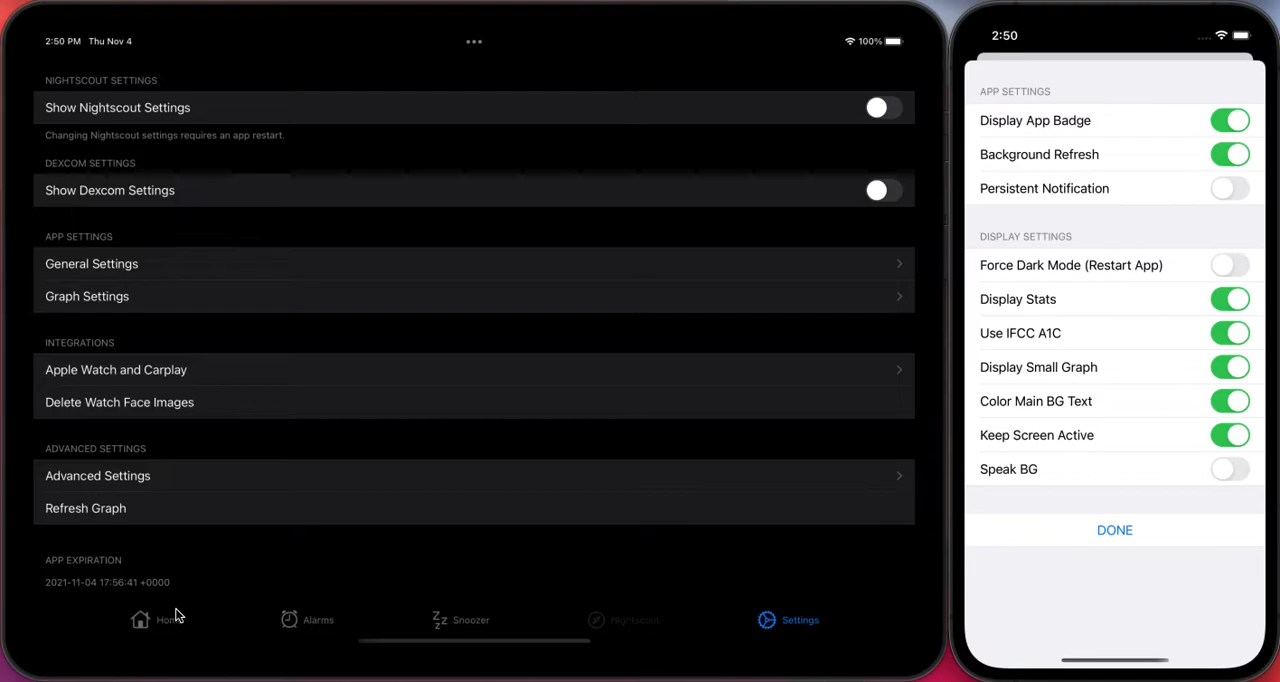 2:50 PM Thu Nov 4
100%
NIGHTSCOUT SETTINGS
Show Nightscout Settings
Changing Nightscout settings requires an app restart.
DEXCOM SETTINGS
Show Dexcom Settings
APP SETTINGS
General Settings
Graph Settings
INTEGRATIONS
Apple Watch and Carplay
Delete Watch Face Images
ADVANCED SETTINGS
Advanced Settings
Refresh Graph
APP EXPIRATION
2021-11-04 17:56:41 +0000
Home
Alarms
Snoozer
Nightscout
Settings
2:50
APP SETTINGS
Display App Badge
Background Refresh
Persistent Notification
DISPLAY SETTINGS
Force Dark Mode (Restart App)
Display Stats
Use IFCC A1C
Display Small Graph
Color Main BG Text
Keep Screen Active
Speak BG
DONE